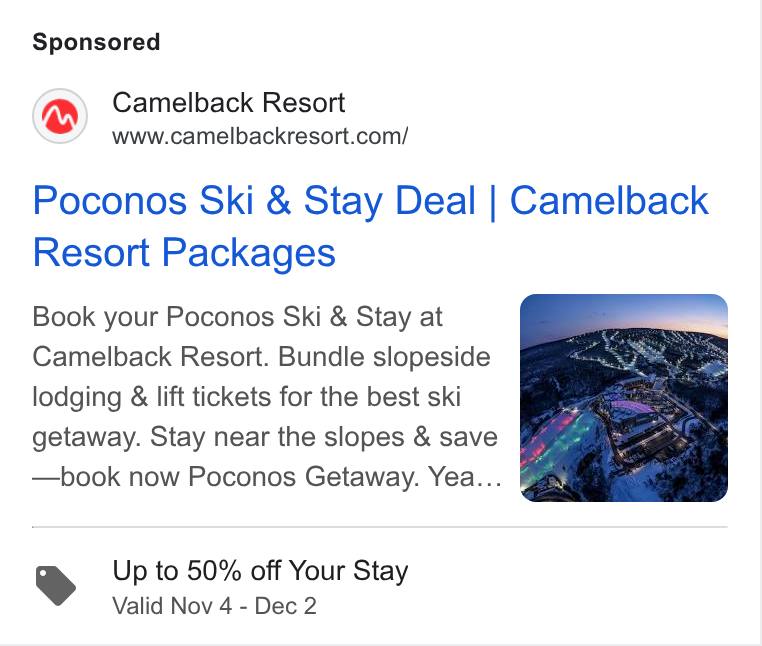 Sponsored
Camelback Resort
www.camelbackresort.com/
Poconos Ski & Stay Deal | Camelback
Resort Packages
Book your Poconos Ski & Stay at
Camelback Resort. Bundle slopeside
lodging & lift tickets for the best ski
getaway. Stay near the slopes & save
—book now Poconos Getaway. Yea…
Up to 50% off Your Stay
Valid Nov 4 - Dec 2